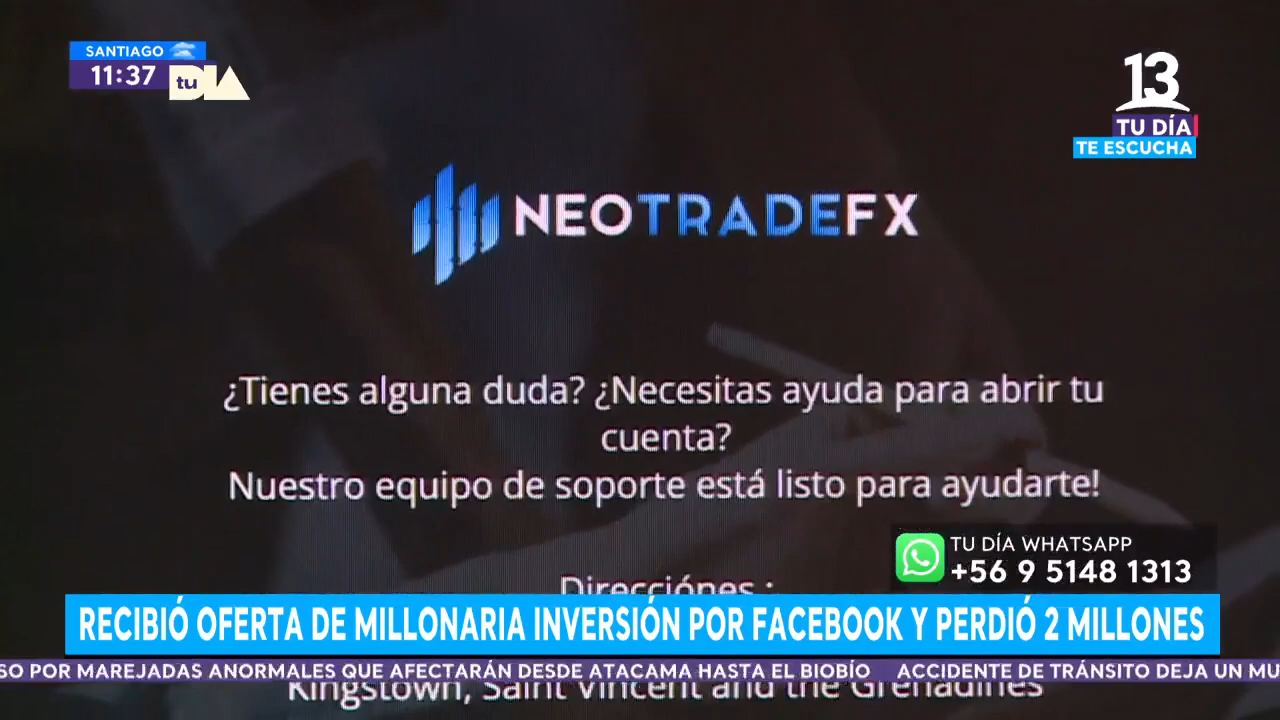 SANTIAGO
11:37
tu DÍA
13
TU DÍA
TE ESCUCHA
NEOTRADEFX
¿Tienes alguna duda? ¿Necesitas ayuda para abrir tu
cuenta?
Nuestro equipo de soporte está listo para ayudarte!
TU DÍA WHATSAPP
+56 9 5148 1313
Direcciónes :
RECIBIÓ OFERTA DE MILLONARIA INVERSIÓN POR FACEBOOK Y PERDIÓ 2 MILLONES
SO POR MAREJADAS ANORMALES QUE AFECTARÁN DESDE ATACAMA HASTA EL BIOBÍO ACCIDENTE DE TRÁNSITO DEJA UN MU
Kingstown, Saint Vincent and the Grenadines